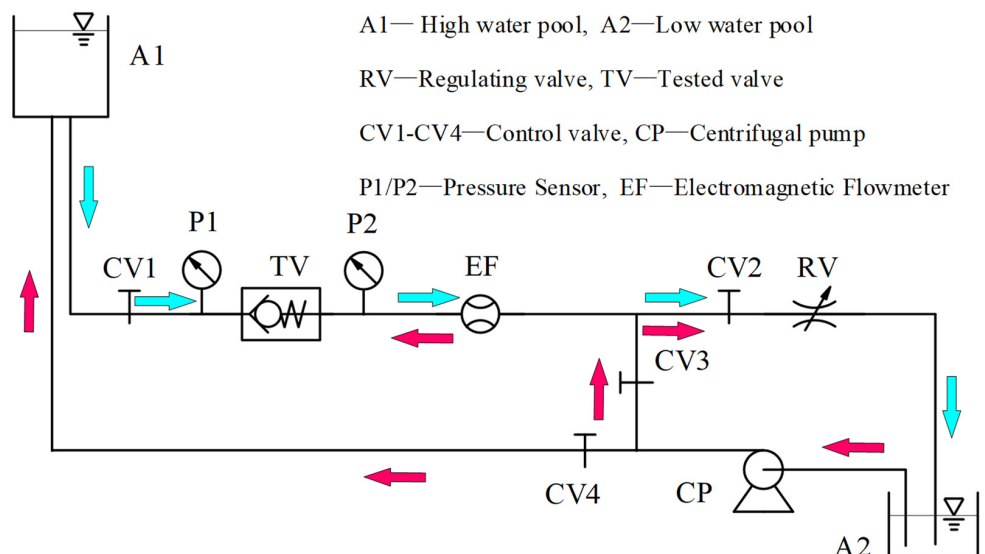 A1— High water pool, A2—Low water pool
A1
RV—Regulating valve, TV—Tested valve
CV1-CV4—Control valve, CP—Centrifugal pump
P1/P2—Pressure Sensor, EF—Electromagnetic Flowmeter
P1
P2
CV1
TV
EF
CV2
RV
CV3
CV4
CP
A2